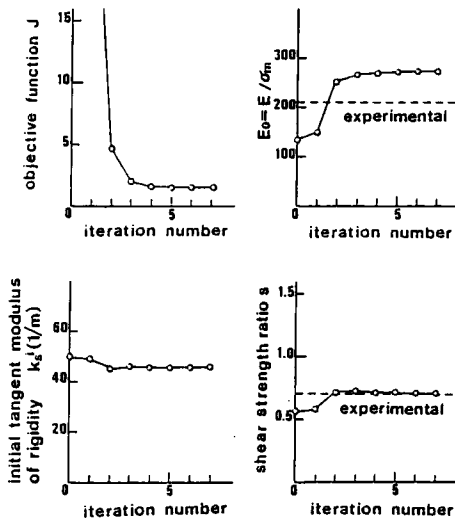 objective function J
15
10
5
0
5
iteration number
E₀= E /σm
300
200
100
experimental
0
5
iteration number
initial tangent modulus
of rigidity kₛⁱ (1/m)
60
40
20
0
0
5
iteration number
shear strength ratio s
1.5
1.0
0.5
experimental
0
5
iteration number